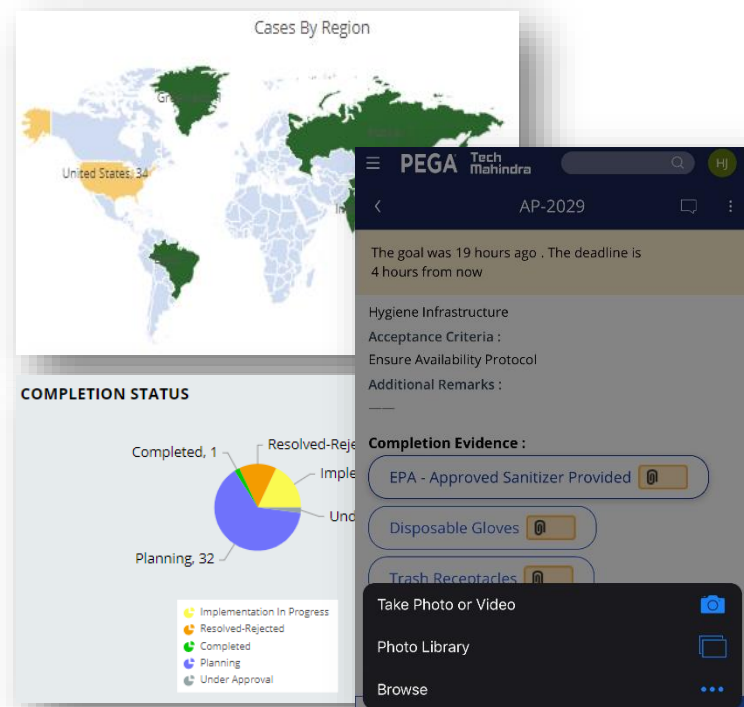 Cases By Region
United States, 34
PEGA Tech
Mahindra
HJ
AP-2029
The goal was 19 hours ago . The deadline is
4 hours from now
Hygiene Infrastructure
Acceptance Criteria :
Ensure Availability Protocol
Additional Remarks :
——
Completion Evidence :
EPA - Approved Sanitizer Provided
Disposable Gloves
Trash Receptacles
Take Photo or Video
Photo Library
Browse
COMPLETION STATUS
Completed, 1
Resolved-Reje
Imple
Und
Planning, 32
Implementation In Progress
Resolved-Rejected
Completed
Planning
Under Approval